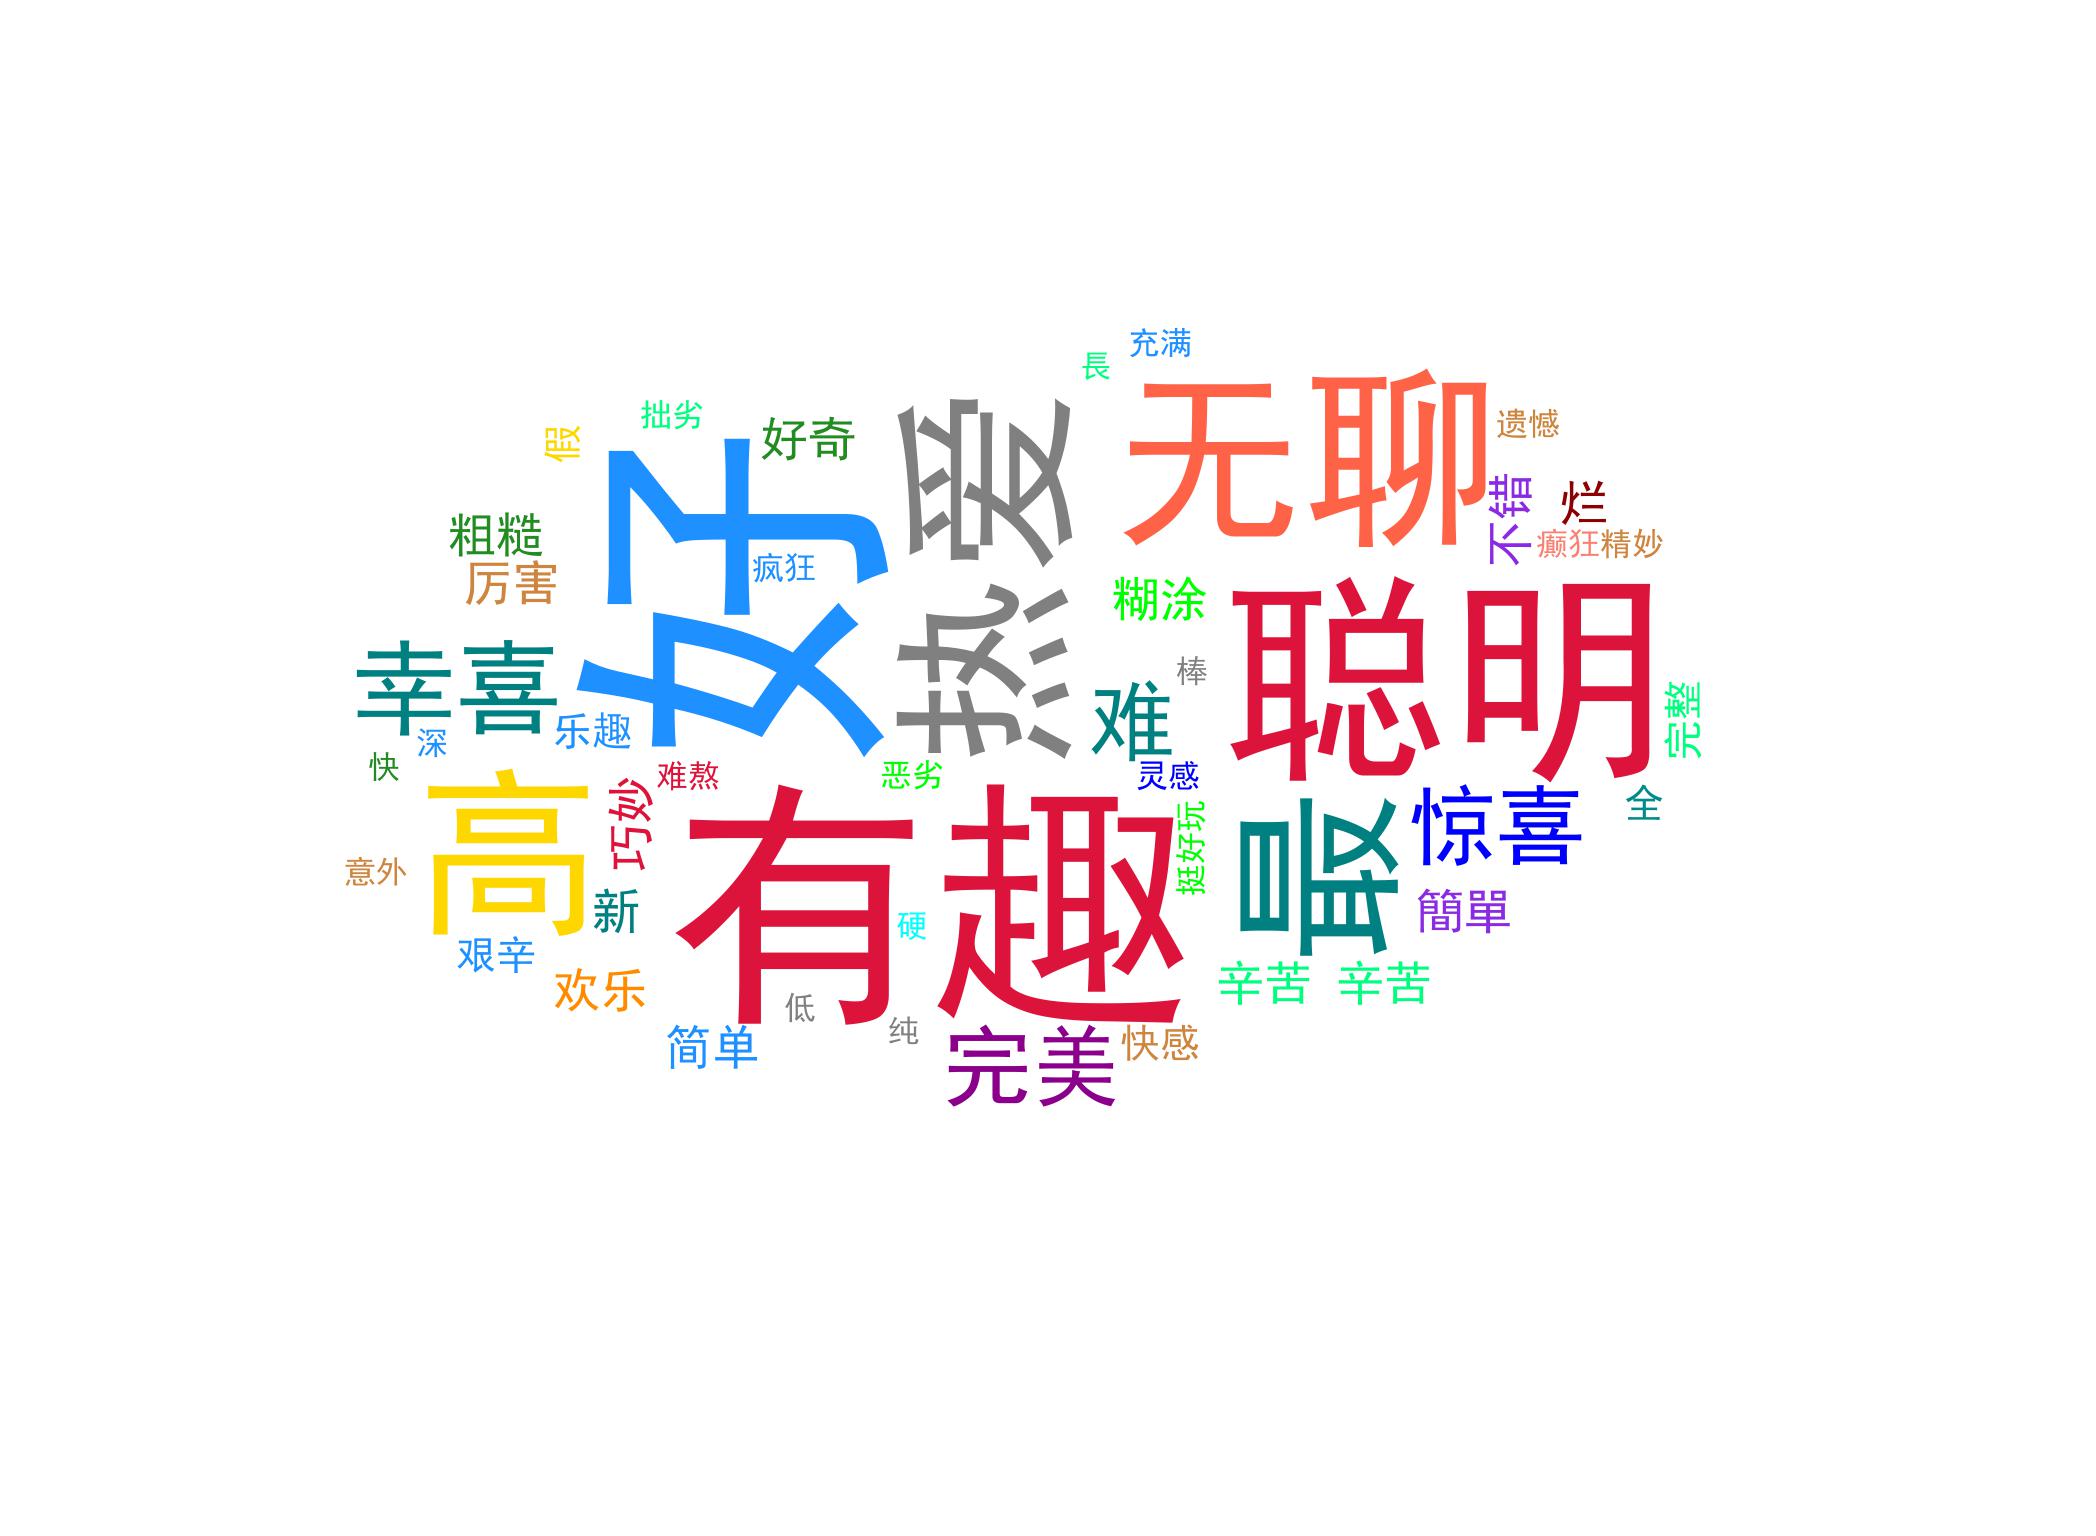 充满
長
无聊
热爱
拙劣
好奇
假
好
遗憾
不错
烂
癫狂
精妙
粗糙
疯狂
厉害
糊涂
聪明
幸喜
棒
难
乐趣
深
完整
快
难熬
恶劣
灵感
高
巧妙
有趣
挺好玩
最
惊喜
全
意外
新
硬
簡單
艰辛
欢乐
辛苦
辛苦
低
纯
简单
完美
快感